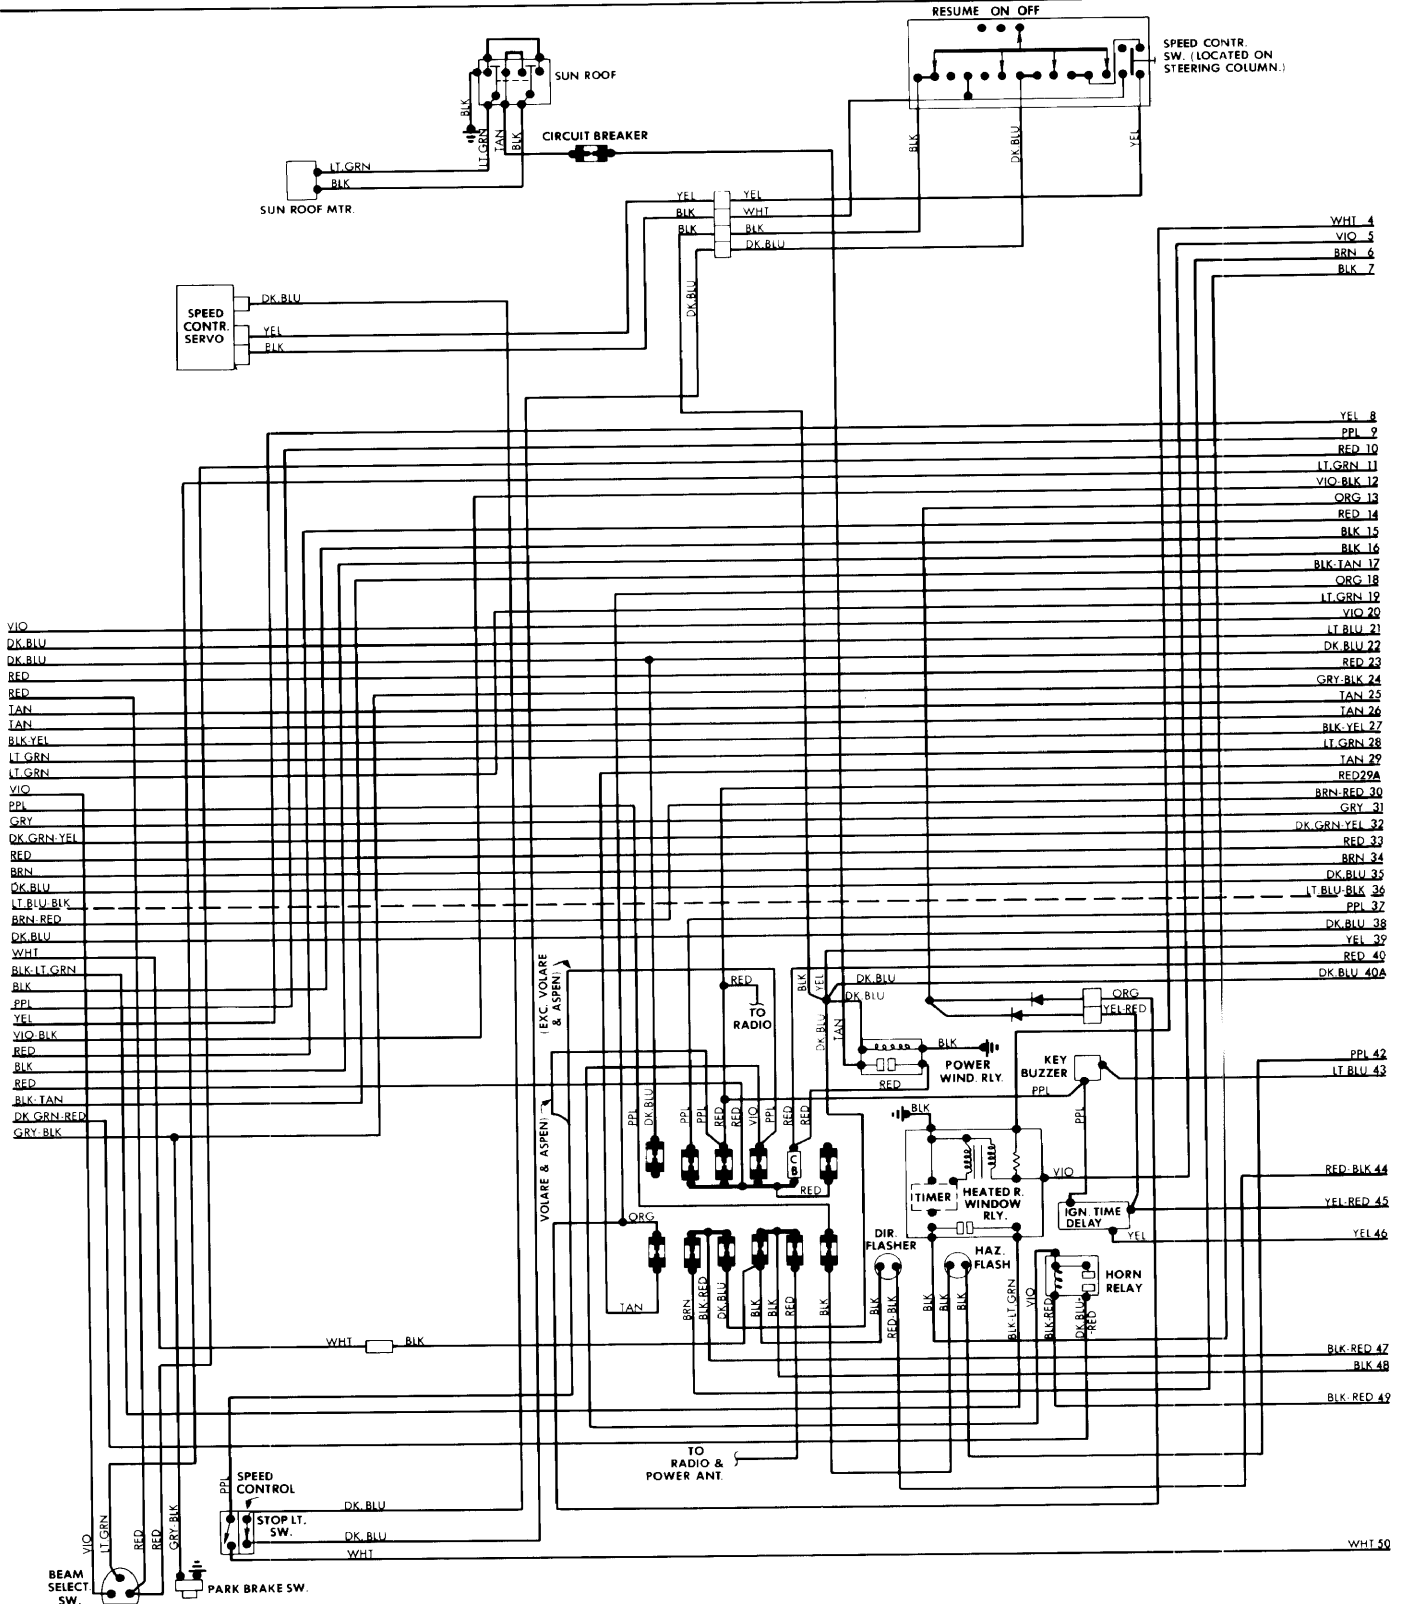 RESUME ON OFF
SPEED CONTR.
SW. (LOCATED ON
STEERING COLUMN.)
SUN ROOF
BLK
LT.GRN
TAN
BLK
CIRCUIT BREAKER
BLK
DK.BLU
YEL
LT.GRN
BLK
SUN ROOF MTR.
YEL
YEL
BLK
WHT
BLK
BLK
DK.BLU
DK.BLU
WHT 4
VIO 5
BRN 6
BLK 7
DK.BLU
SPEED
CONTR.
SERVO
YEL
BLK
YEL 8
PPL 9
RED 10
LT.GRN 11
VIO-BLK 12
ORG 13
RED 14
BLK 15
BLK 16
BLK-TAN 17
ORG 18
LT.GRN 19
VIO 20
LT BLU 21
DK.BLU 22
RED 23
GRY-BLK 24
TAN 25
TAN 26
BLK-YEL 27
LT.GRN 28
TAN 29
RED29A
BRN-RED 30
GRY 31
DK.GRN-YEL 32
RED 33
BRN 34
DK.BLU 35
LT.BLU-BLK 36
PPL 37
DK.BLU 38
YEL 39
RED 40
DK.BLU 40A
VIO
DK.BLU
DK.BLU
RED
RED
TAN
TAN
BLK-YEL
LT GRN
LT.GRN
VIO
PPL
GRY
DK.GRN-YEL
RED
BRN
DK.BLU
LT.BLU-BLK
BRN-RED
DK.BLU
WHT
BLK-LT.GRN
BLK
PPL
YEL
VIO-BLK
RED
BLK
RED
BLK-TAN
DK GRN-RED
GRY-BLK
(EXC. VOLARE
& ASPEN)
VOLARE & ASPEN)
RED
TO
RADIO
BLK
YEL
DK.BLU
DK.BLU
DK.BLU
TAN
ORG
YEL-RED
BLK
POWER
WIND. RLY.
RED
KEY
BUZZER
PPL
PPL
PPL 42
LT BLU 43
PPL
DK.BLU
PPL
PPL
RED
RED
VIO
PPL
RED
RED
C
B
RED
BLK
TIMER
HEATED R.
WINDOW
RLY.
VIO
IGN. TIME
DELAY
YEL
RED-BLK 44
YEL-RED 45
YEL 46
ORG
TAN
DIR.
FLASHER
HAZ.
FLASH
HORN
RELAY
BRN
BLK-RED
DK.BLU
BLK
BLK
RED
BLK
BLK
RED-BLK
BLK
BLK
BLK
BLK-LT.GRN
VIO
BLK-RED
DK.BLU-
-RED
WHT
BLK
BLK-RED 47
BLK 48
BLK-RED 49
TO
RADIO &
POWER ANT.
PPL
SPEED
CONTROL
DK.BLU
STOP LT.
SW.
DK.BLU
WHT
WHT 50
VIO
LT.GRN
RED
RED
GRY-BLK
BEAM
SELECT.
SW.
PARK BRAKE SW.